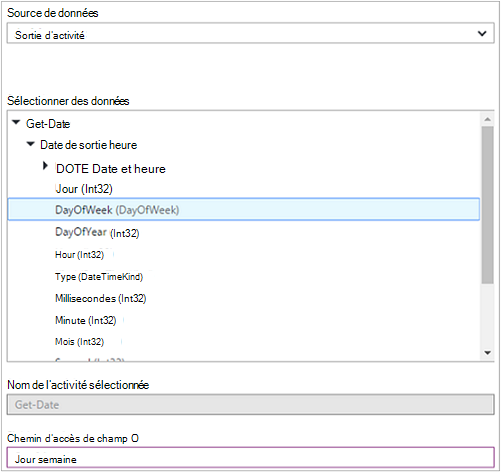 Source de données
Sortie d'activité
Sélectionner des données
Get-Date
Date de sortie heure
DOTE Date et heure
Jour (Int32)
DayOfWeek (DayOfWeek)
DayOfYear (Int32)
Hour (Int32)
Type (DateTimeKind)
Millisecondes (Int32)
Minute (Int32)
Mois (Int32)
Nom de l'activité sélectionnée
Get-Date
Chemin d'accès de champ O
Jour semaine